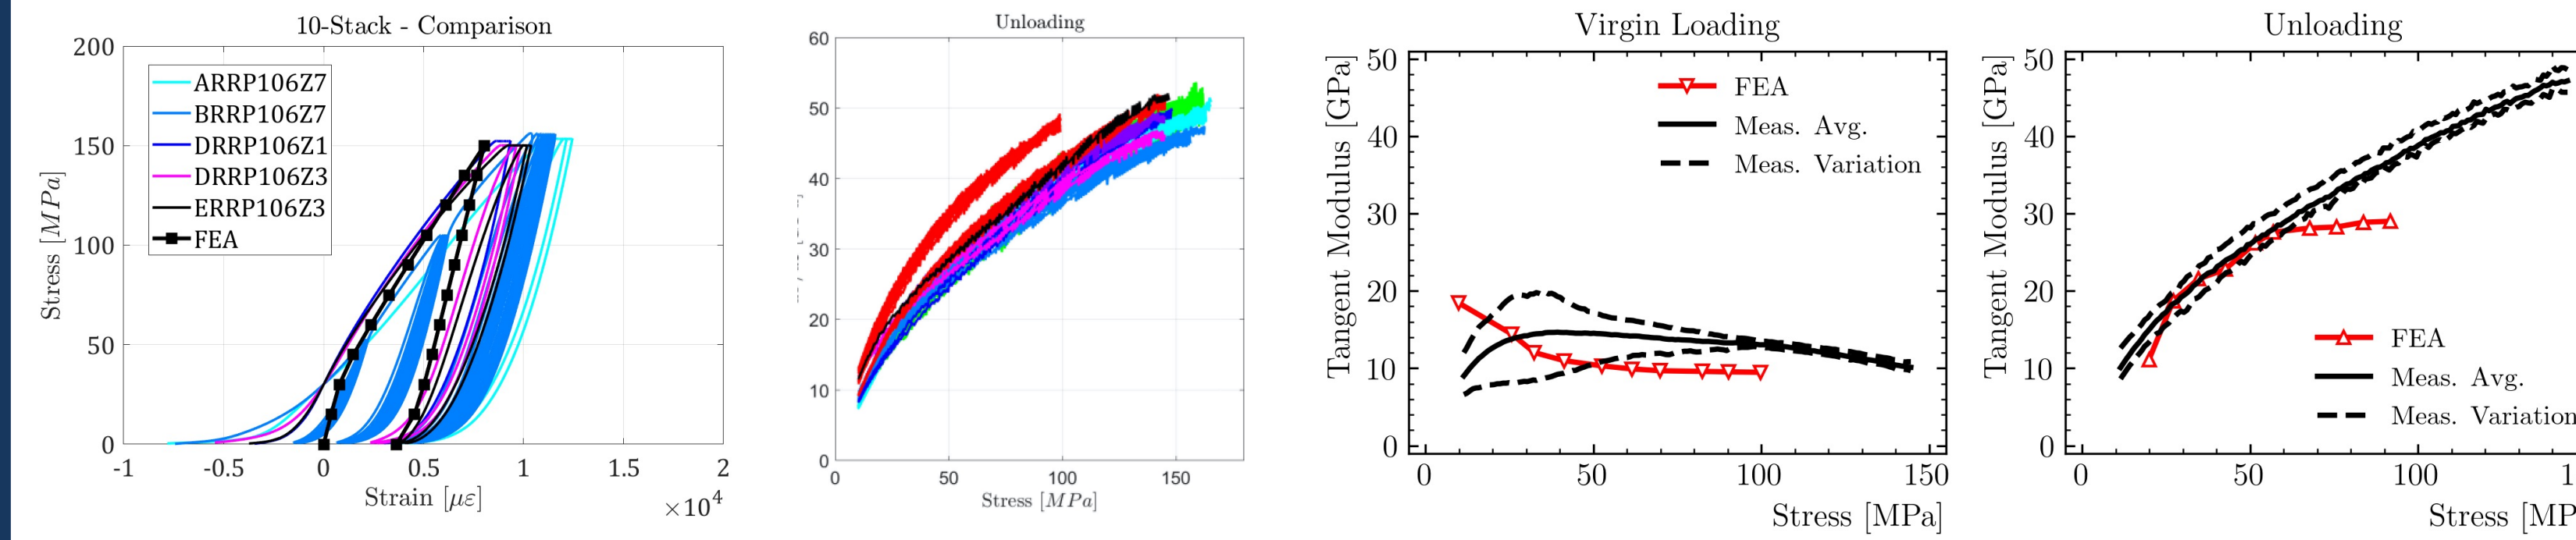 10-Stack - Comparison
200
150
100
50
0
Stress [MPa]
ARRP106Z7
BRRP106Z7
DRRP106Z1
DRRP106Z3
ERRP106Z3
FEA
-1 -0.5 0 0.5 1 1.5 2
Strain [με]
×10⁴
Unloading
60
50
40
30
20
10
0
0 50 100 150
Stress [MPa]
Virgin Loading
Tangent Modulus [GPa]
50
40
30
20
10
0
FEA
Meas. Avg.
Meas. Variation
0 50 100 150
Stress [MPa]
Unloading
Tangent Modulus [GPa]
50
40
30
20
10
0
FEA
Meas. Avg.
Meas. Variation
0 50 100 1
Stress [MP